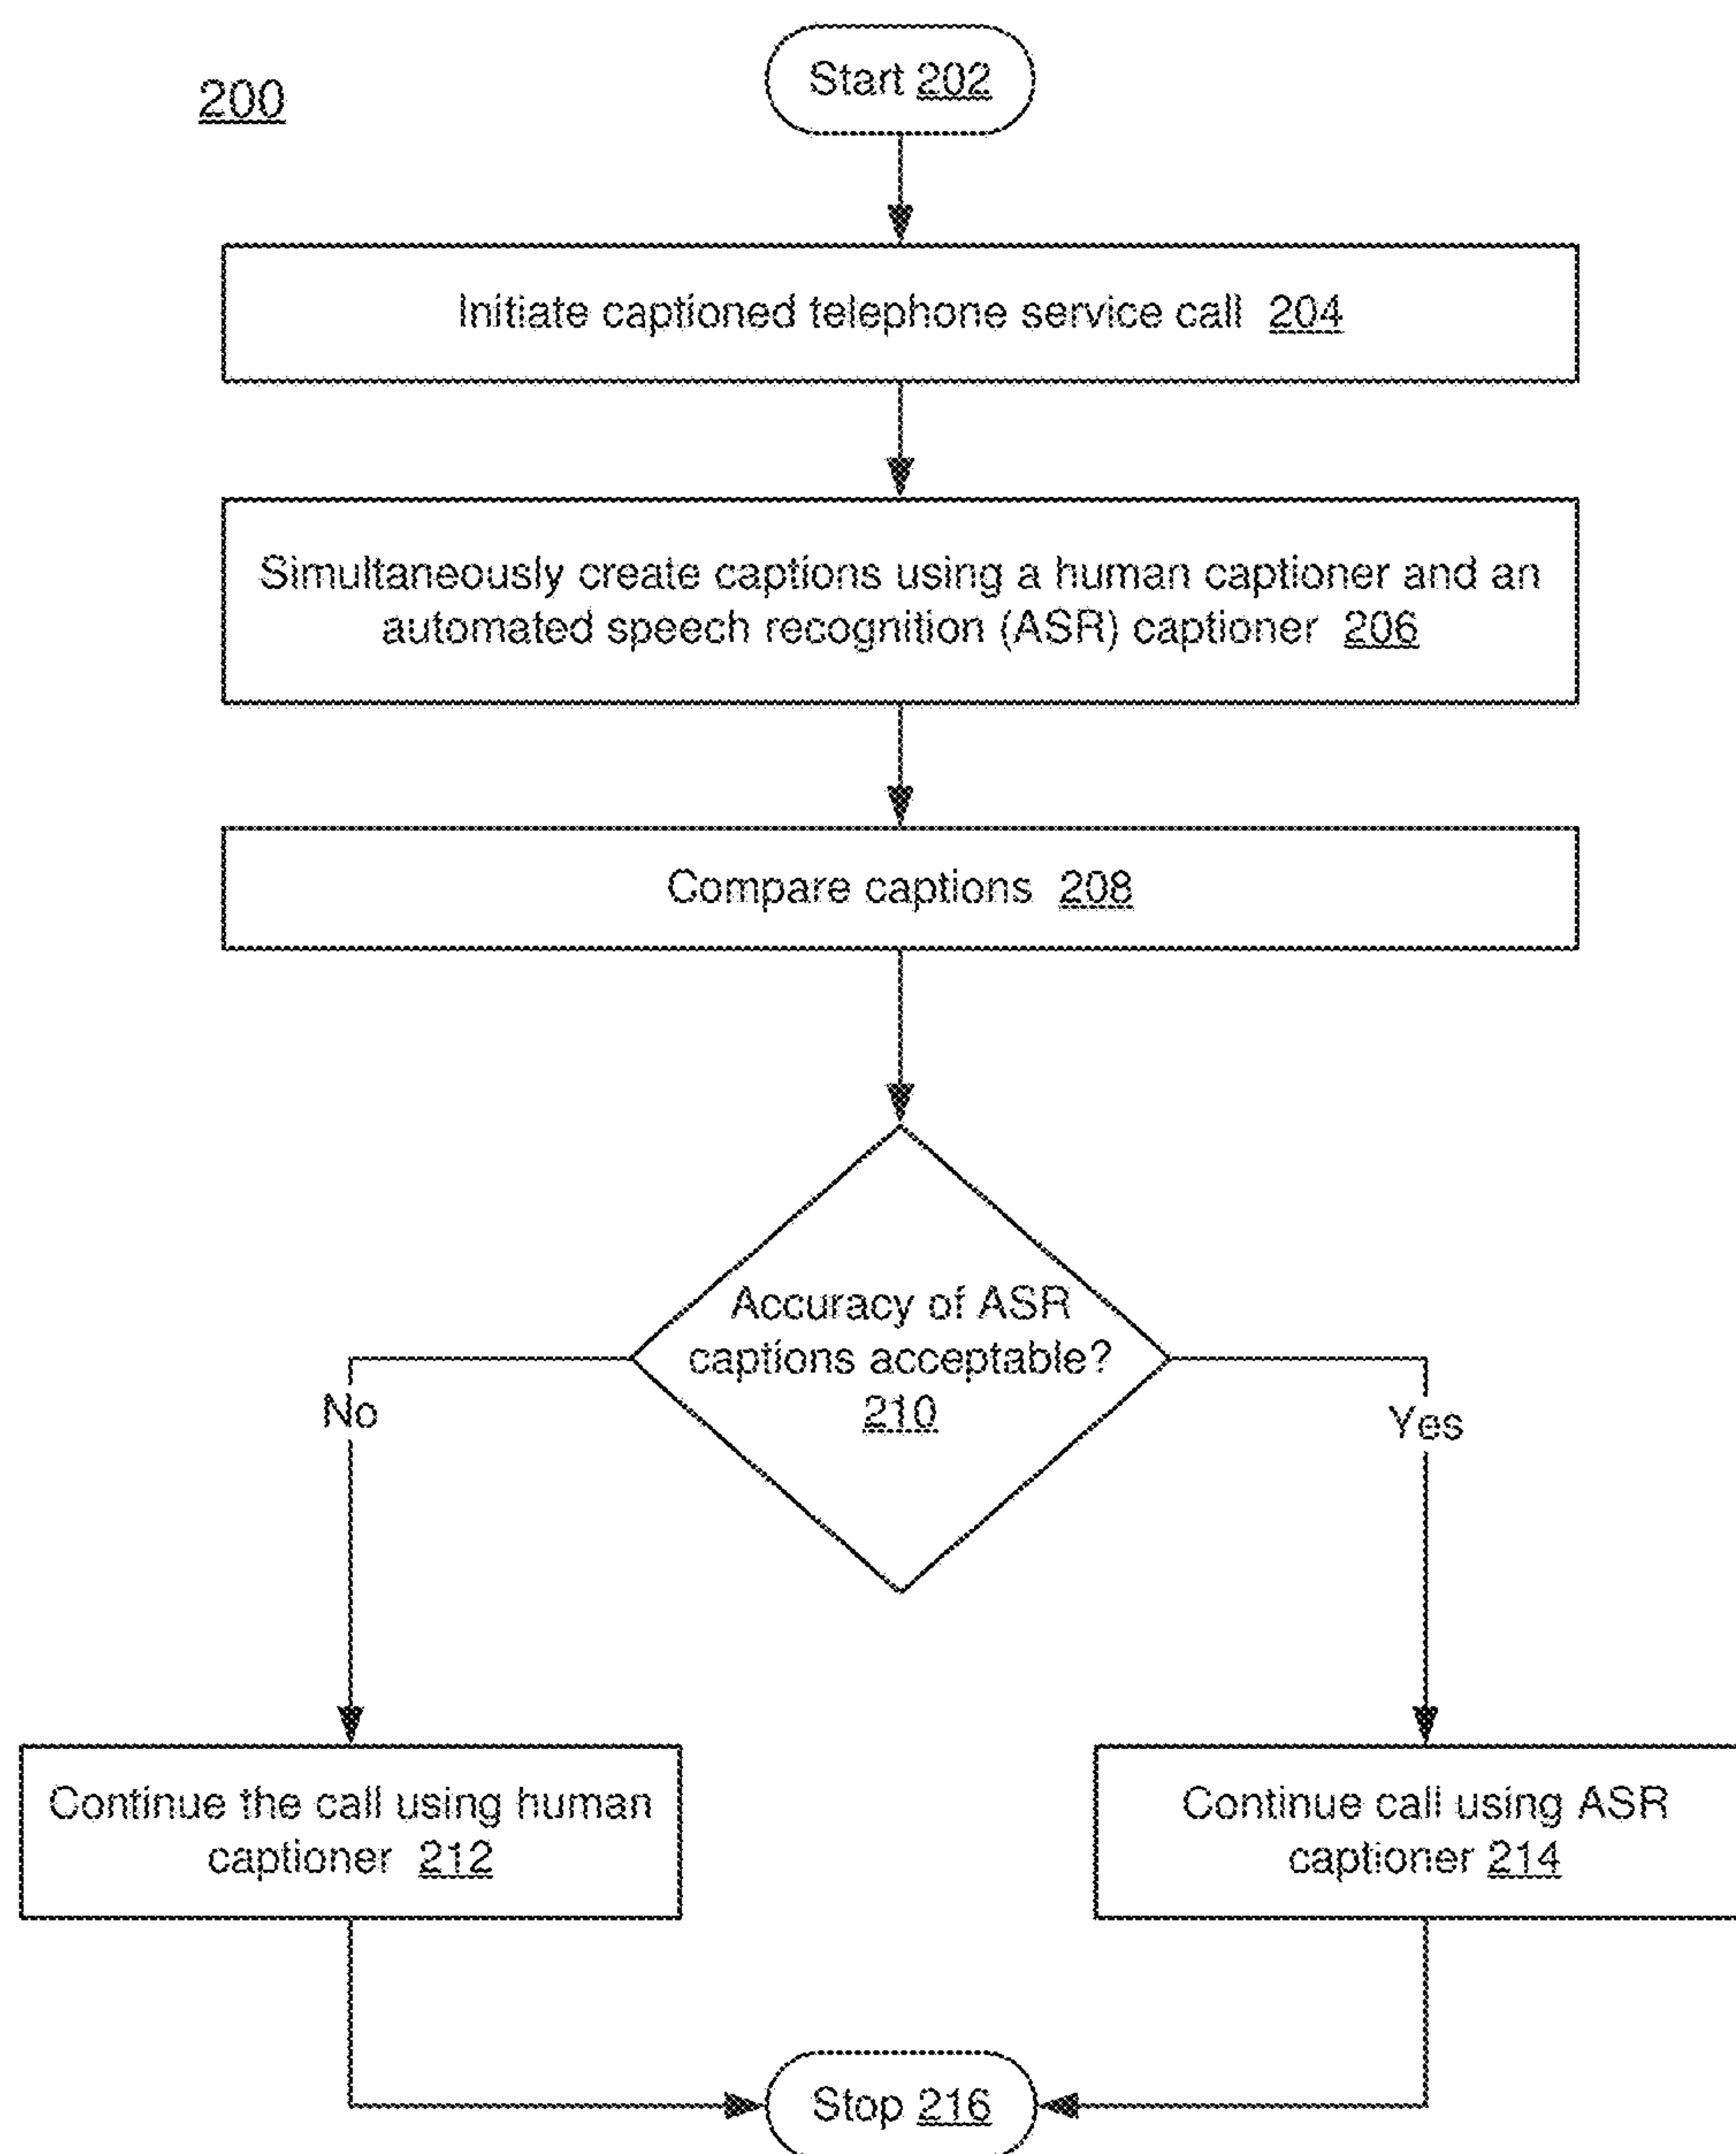 200
Start 202
Initiate captioned telephone service call 204
Simultaneously create captions using a human captioner and an
automated speech recognition (ASR) captioner 206
Compare captions 208
Accuracy of ASR
captions acceptable?
210
No
Yes
Continue the call using human
captioner 212
Continue call using ASR
captioner 214
Stop 216